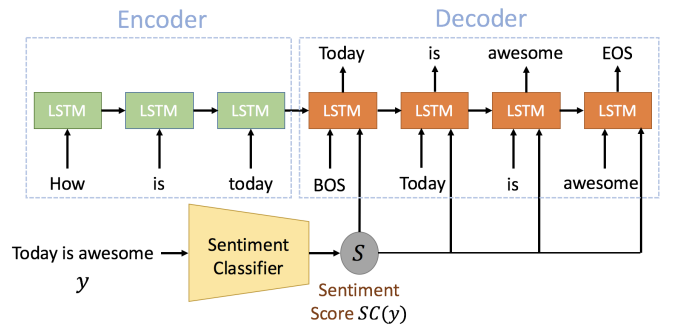 Encoder
Decoder
Today is awesome EOS
LSTM LSTM LSTM LSTM LSTM LSTM LSTM
How is today BOS Today is awesome
Today is awesome
y
Sentiment
Classifier
S
Sentiment
Score SC(y)